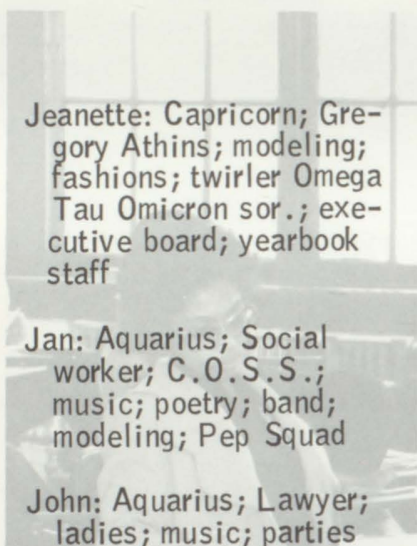 Jeanette: Capricorn; Gre-
gory Athins; modeling;
fashions; twirler Omega
Tau Omicron sor.; exe-
cutive board; yearbook
staff
Jan: Aquarius; Social
worker; C.O.S.S.;
music; poetry; band;
modeling; Pep Squad
John: Aquarius; Lawyer;
ladies; music; parties